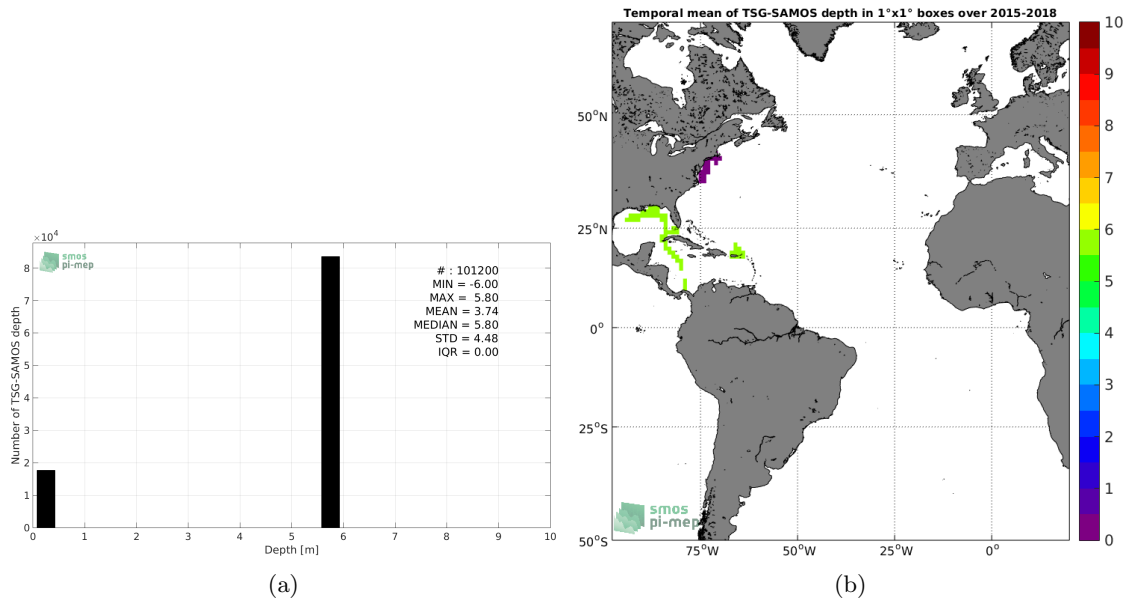 ×10⁴
smos
pi-mep
# : 101200
MIN = -6.00
MAX = 5.80
MEAN = 3.74
MEDIAN = 5.80
STD = 4.48
IQR = 0.00
Number of TSG-SAMOS depth
8
7
6
5
4
3
2
1
0
0 1 2 3 4 5 6 7 8 9 10
Depth [m]
(a)
Temporal mean of TSG-SAMOS depth in 1°x1° boxes over 2015-2018
50°N
25°N
0°
25°S
50°S
75°W 50°W 25°W 0°
smos
pi-mep
10
9
8
7
6
5
4
3
2
1
0
(b)